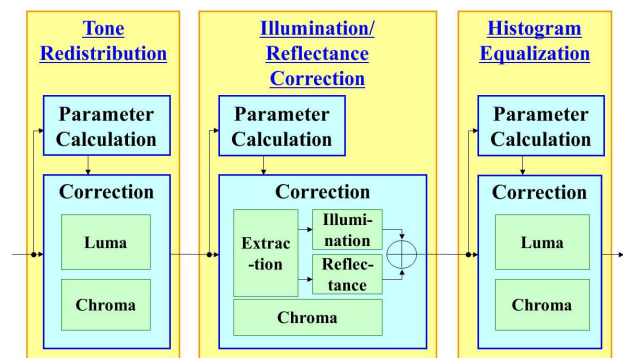 Tone
Redistribution
Parameter
Calculation
Correction
Luma
Chroma
Illumination/
Reflectance
Correction
Parameter
Calculation
Correction
Extrac
-tion
Illumi-
nation
Reflec-
tance
Chroma
Histogram
Equalization
Parameter
Calculation
Correction
Luma
Chroma